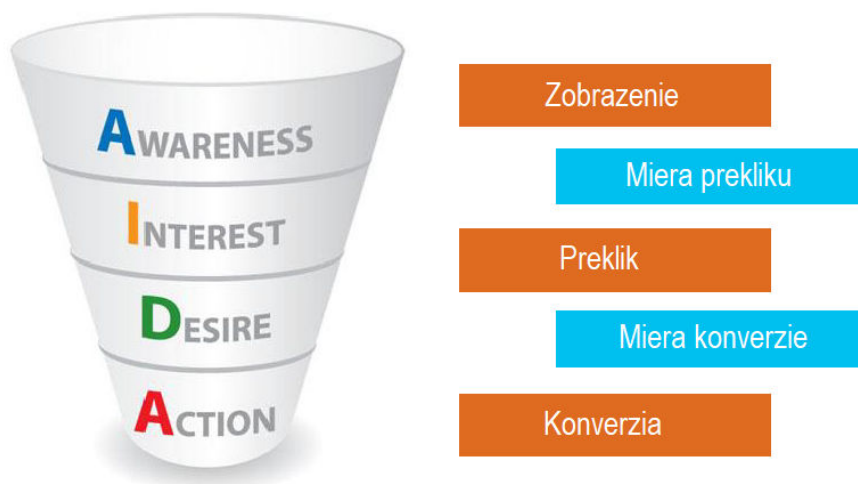 AWARENESS
INTEREST
DESIRE
ACTION
Zobrazenie
Miera prekliku
Preklik
Miera konverzie
Konverzia